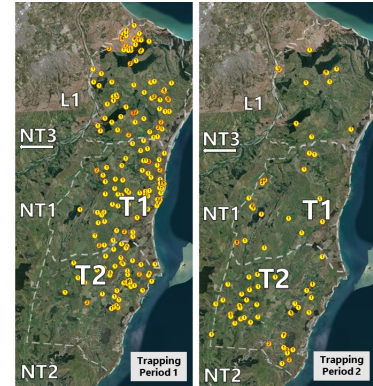 L1
NT3
NT1
T1
T2
NT2
Trapping
Period 1
L1
NT3
NT1
T1
T2
NT2
Trapping
Period 2